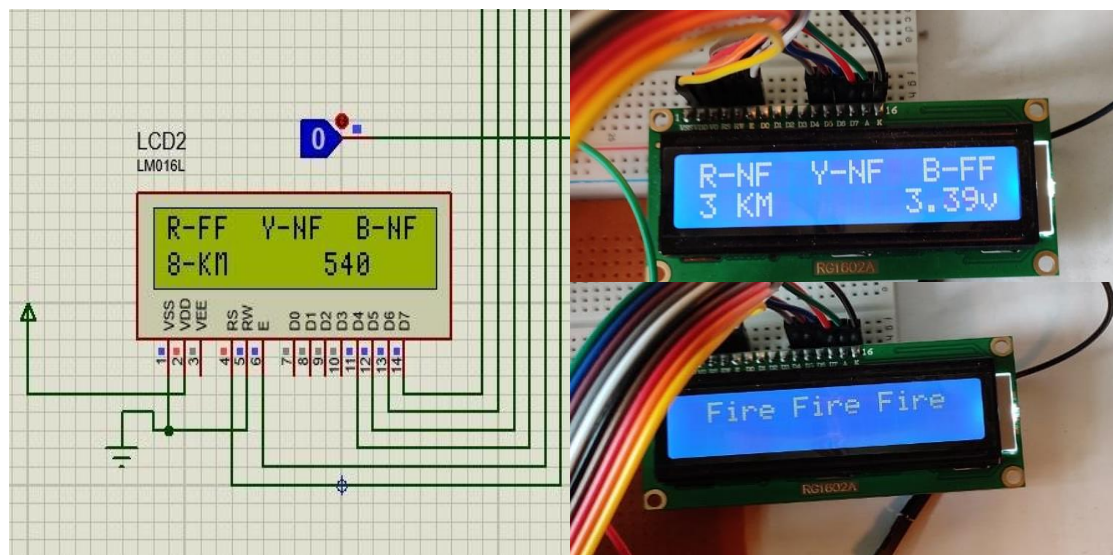 LCD2
LM016L
0
R-FF Y-NF B-NF
8-KM 540
VSS VDD VEE RS RW E D0 D1 D2 D3 D4 D5 D6 D7
1 2 3 4 5 6 7 8 9 10 11 12 13 14
16
R-NF Y-NF B-FF
3 KM 3.39v
RG1602A
16
Fire Fire Fire
RG1602A